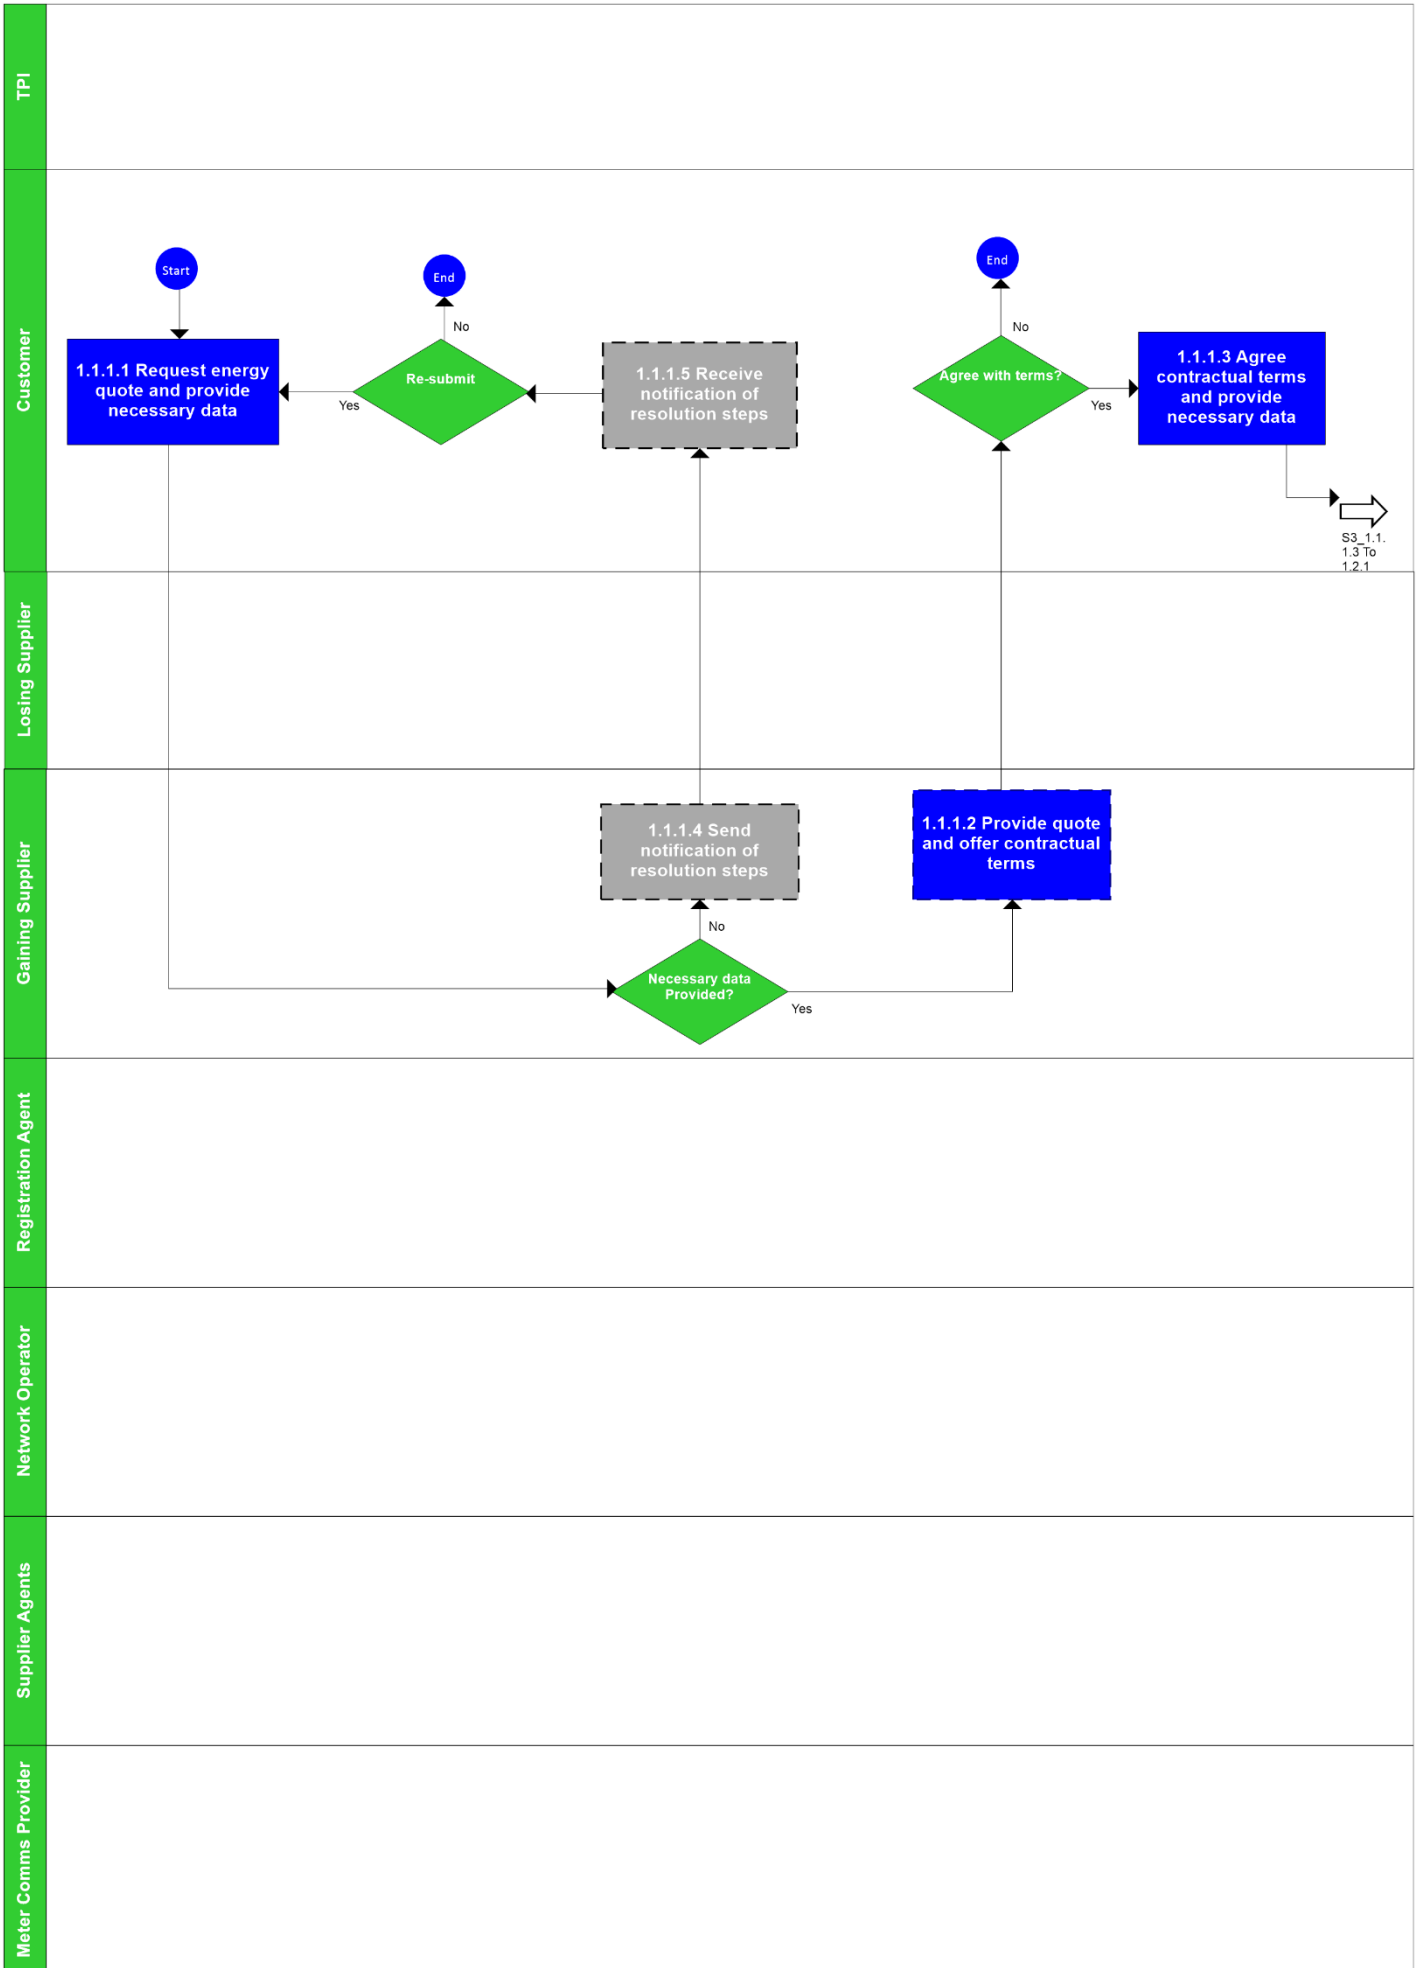 TPI
Customer
Start
End
No
1.1.1.1 Request energy
quote and provide
necessary data
Yes
Re-submit
1.1.1.5 Receive
notification of
resolution steps
End
No
Agree with terms?
Yes
1.1.1.3 Agree
contractual terms
and provide
necessary data
S3_1.1.
1.3 To
1.2.1
Losing Supplier
Gaining Supplier
1.1.1.4 Send
notification of
resolution steps
No
Necessary data
Provided?
Yes
1.1.1.2 Provide quote
and offer contractual
terms
Registration Agent
Network Operator
Supplier Agents
Meter Comms Provider